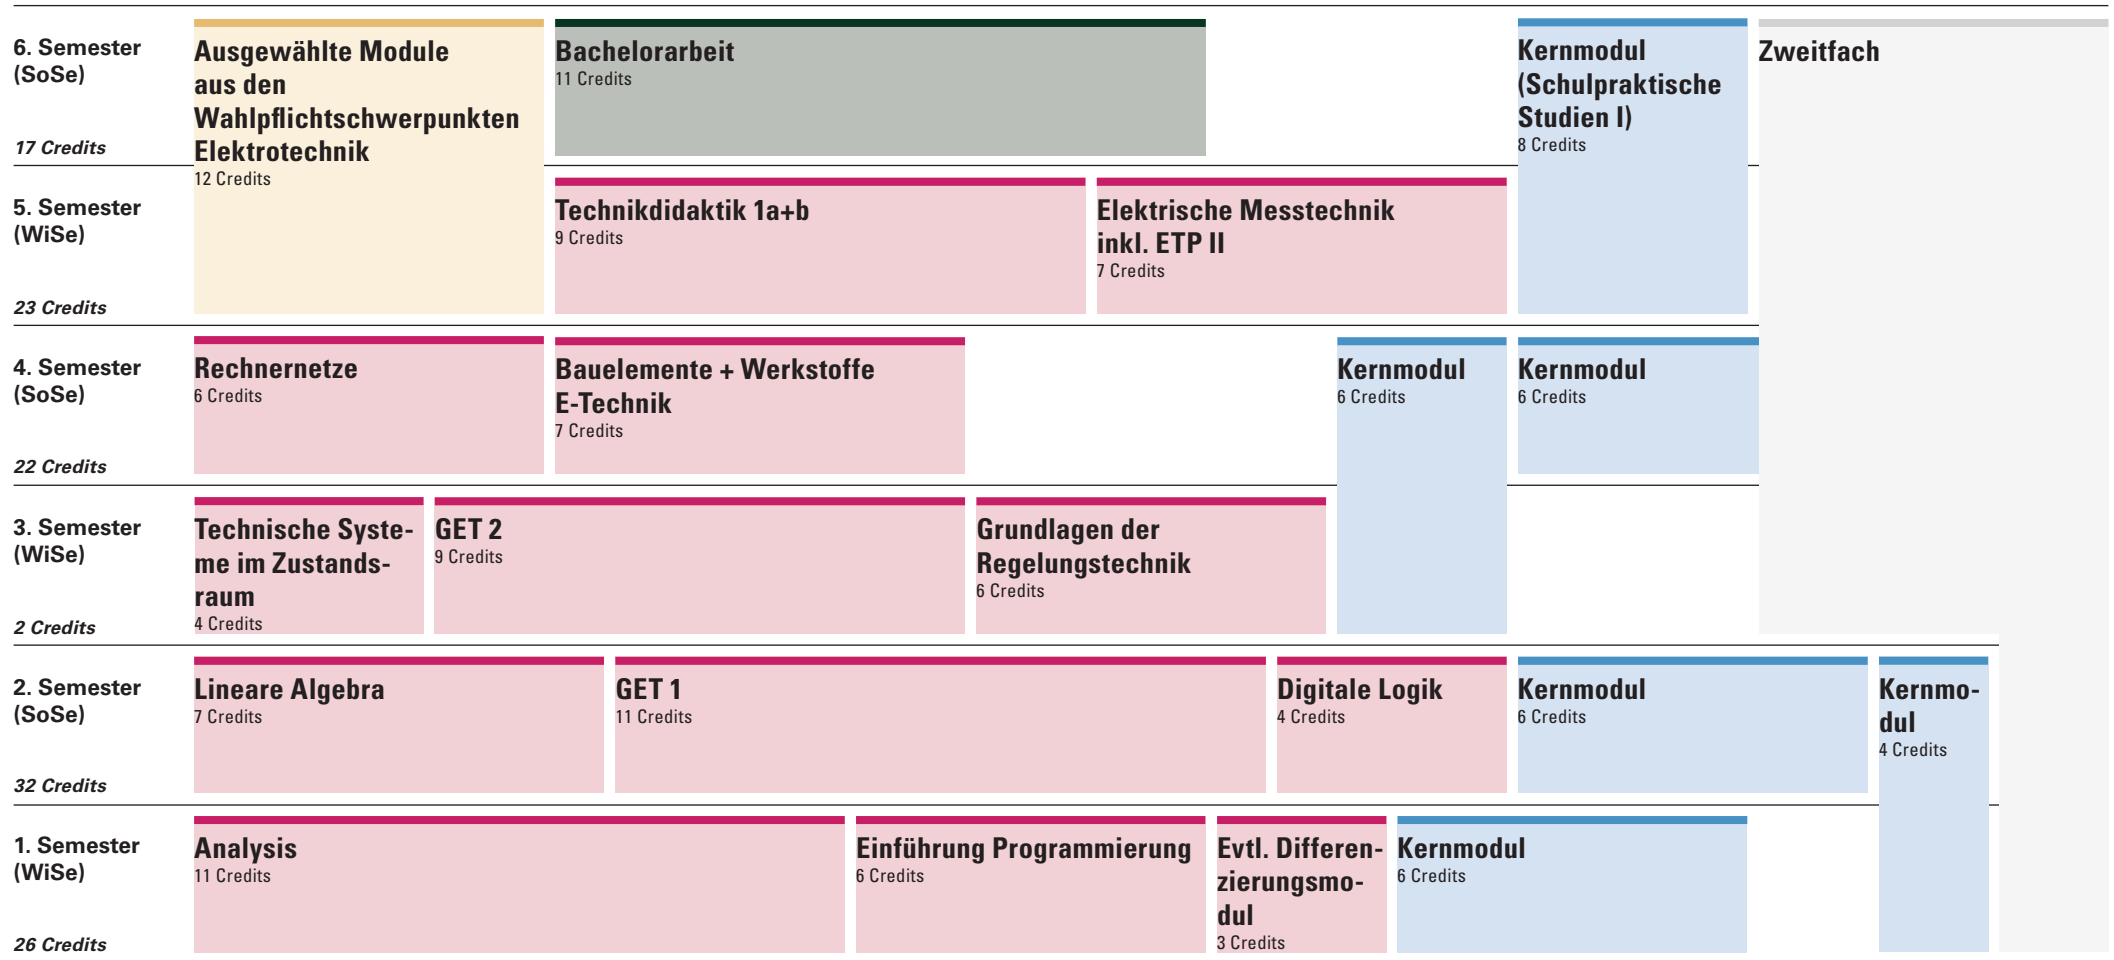 6. Semester
(SoSe)
17 Credits
Ausgewählte Module
aus den
Wahlpflichtschwerpunkten
Elektrotechnik
12 Credits
Bachelorarbeit
11 Credits
Kernmodul
(Schulpraktische
Studien I)
8 Credits
Zweitfach
5. Semester
(WiSe)
23 Credits
Technikdidaktik 1a+b
9 Credits
Elektrische Messtechnik
inkl. ETP II
7 Credits
4. Semester
(SoSe)
22 Credits
Rechnernetze
6 Credits
Bauelemente + Werkstoffe
E-Technik
7 Credits
Kernmodul
6 Credits
Kernmodul
6 Credits
3. Semester
(WiSe)
2 Credits
Technische Syste-
me im Zustands-
raum
4 Credits
GET 2
9 Credits
Grundlagen der
Regelungstechnik
6 Credits
2. Semester
(SoSe)
32 Credits
Lineare Algebra
7 Credits
GET 1
11 Credits
Digitale Logik
4 Credits
Kernmodul
6 Credits
Kernmo-
dul
4 Credits
1. Semester
(WiSe)
26 Credits
Analysis
11 Credits
Einführung Programmierung
6 Credits
Evtl. Differen-
zierungsmo-
dul
3 Credits
Kernmodul
6 Credits